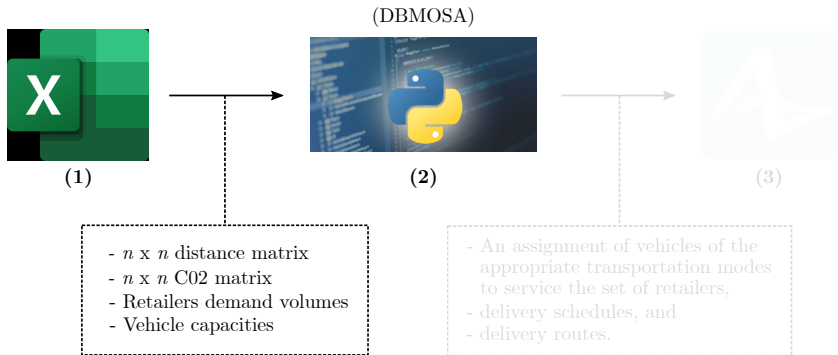 (DBMOSA)
X
(1)
(2)
(3)
- n x n distance matrix
- n x n C02 matrix
- Retailers demand volumes
- Vehicle capacities
- An assignment of vehicles of the
appropriate transportation modes
to service the set of retailers,
- delivery schedules, and
- delivery routes.